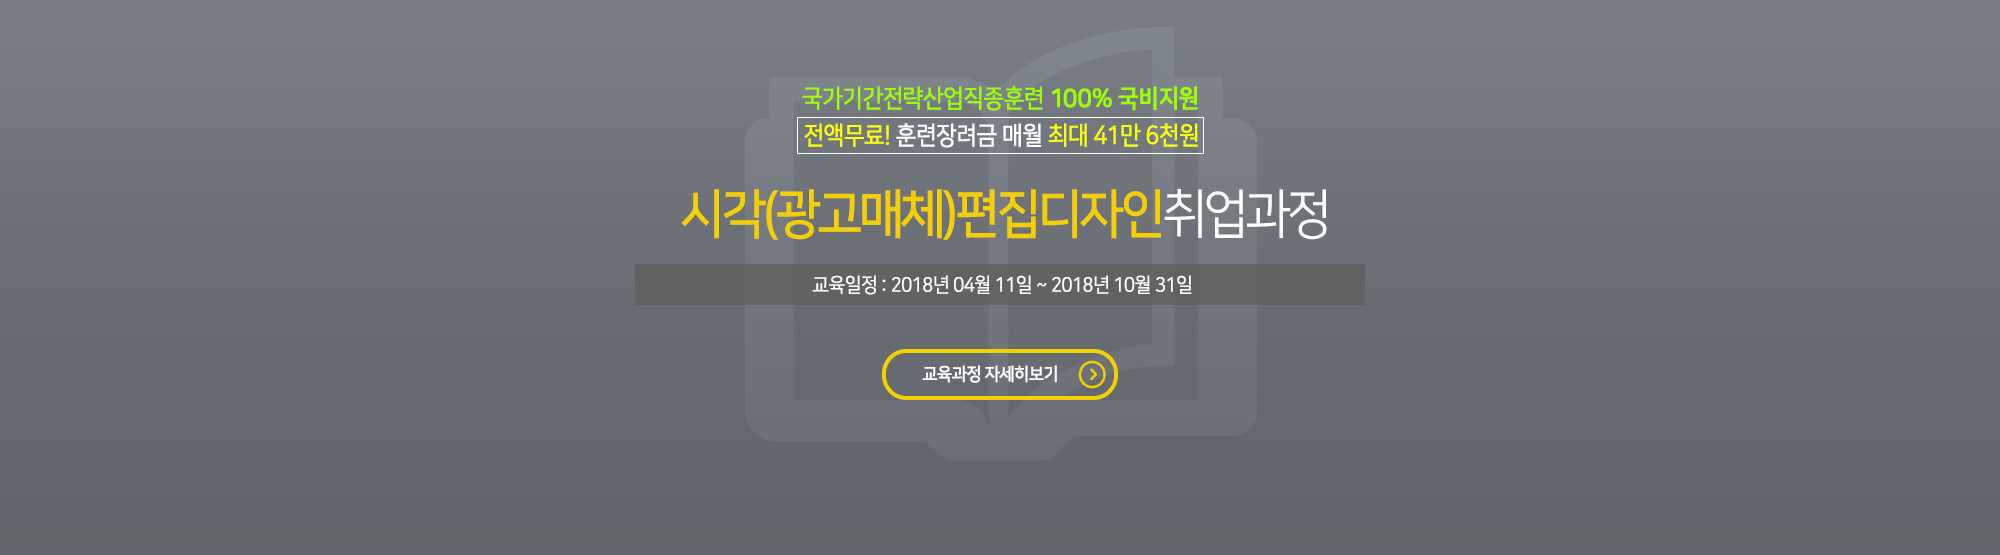 국가기간전략산업직종훈련 100% 국비지원
전액무료! 훈련장려금 매월 최대 41만 6천원
시각(광고매체)편집디자인취업과정
교육일정 : 2018년 04월 11일 ~ 2018년 10월 31일
교육과정 자세히보기